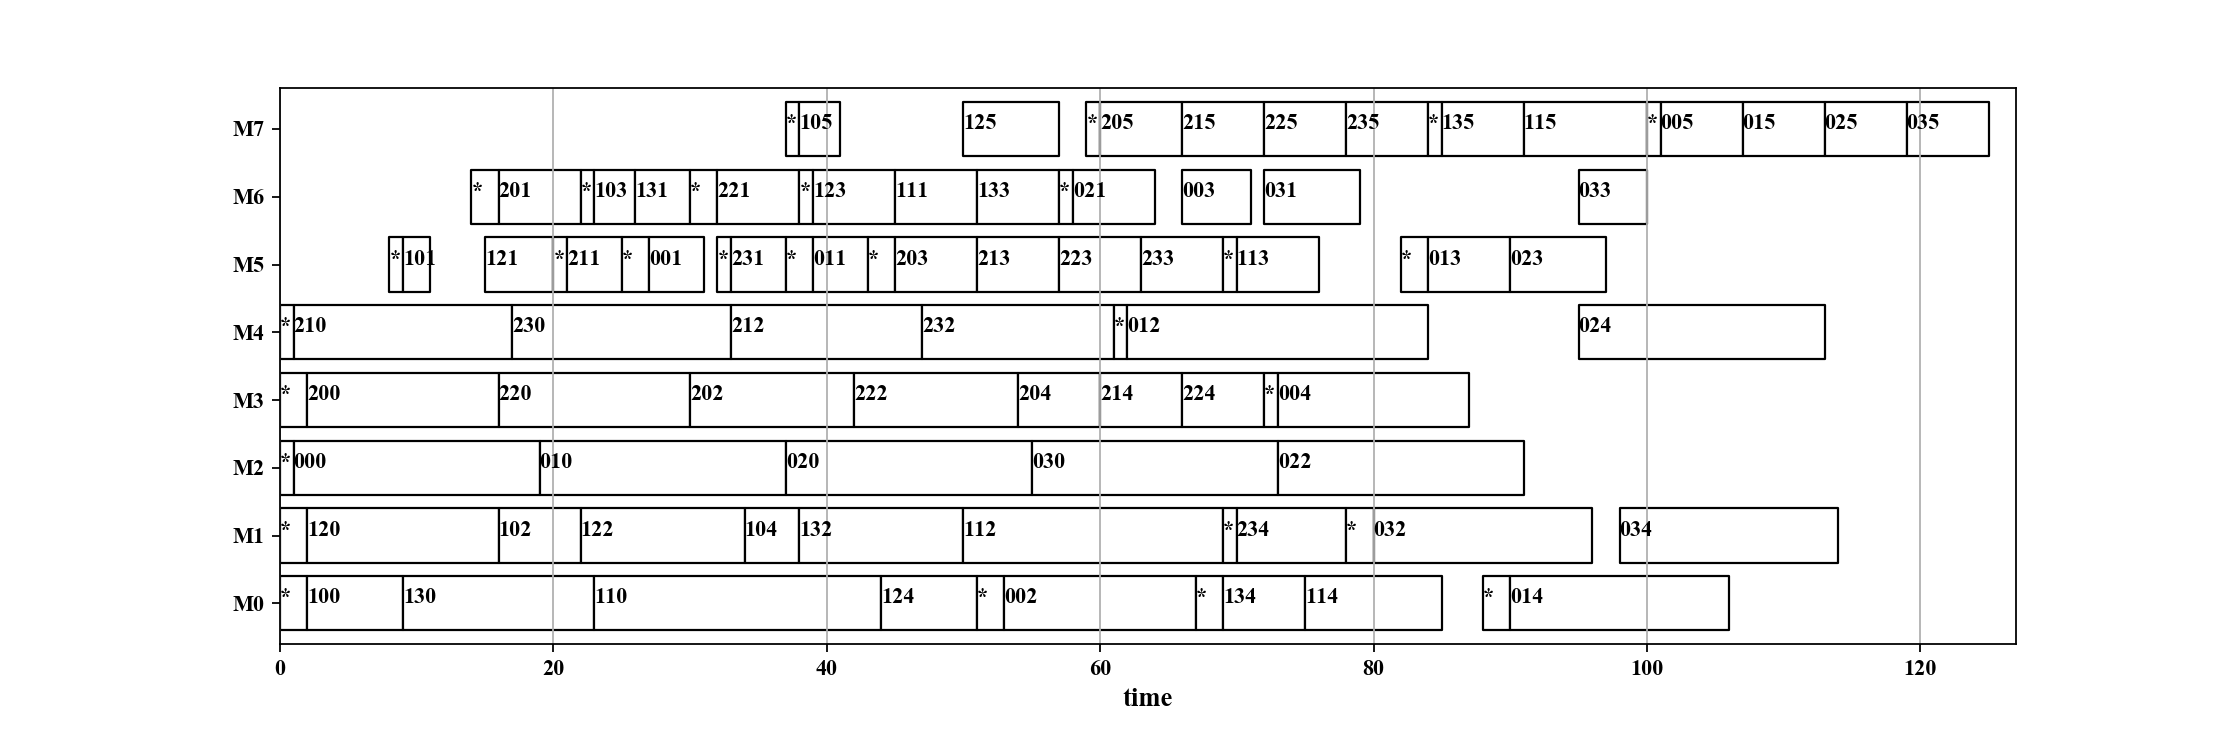 M7 * 105 125 * 205 215 225 235 * 135 115 * 005 015 025 035
M6 * 201 * 103 131 * 221 * 123 111 133 * 021 003 031 033
M5 * 101 121 * 211 * 001 * 231 * 011 * 203 213 223 233 * 113 * 013 023
M4 * 210 230 212 232 * 012 024
M3 * 200 220 202 222 204 214 224 * 004
M2 * 000 010 020 030 022
M1 * 120 102 122 104 132 112 * 234 * 032 034
M0 * 100 130 110 124 * 002 * 134 114 * 014
0 20 40 60 80 100 120
time